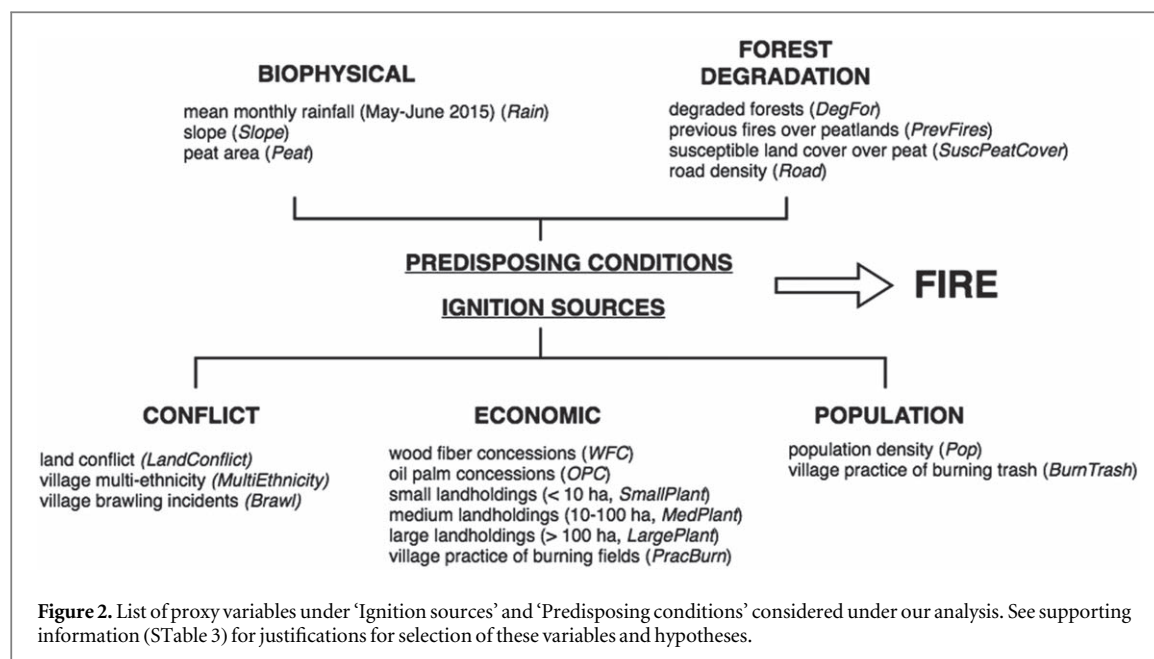 BIOPHYSICAL
mean monthly rainfall (May-June 2015) (Rain)
slope (Slope)
peat area (Peat)
FOREST
DEGRADATION
degraded forests (DegFor)
previous fires over peatlands (PrevFires)
susceptible land cover over peat (SuscPeatCover)
road density (Road)
PREDISPOSING CONDITIONS
IGNITION SOURCES
FIRE
CONFLICT
land conflict (LandConflict)
village multi-ethnicity (MultiEthnicity)
village brawling incidents (Brawl)
ECONOMIC
wood fiber concessions (WFC)
oil palm concessions (OPC)
small landholdings (< 10 ha, SmallPlant)
medium landholdings (10-100 ha, MedPlant)
large landholdings (> 100 ha, LargePlant)
village practice of burning fields (PracBurn)
POPULATION
population density (Pop)
village practice of burning trash (BurnTrash)
Figure 2. List of proxy variables under ‘Ignition sources’ and ‘Predisposing conditions’ considered under our analysis. See supporting
information (STable 3) for justifications for selection of these variables and hypotheses.